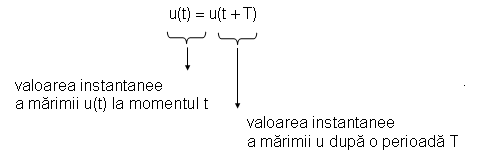 u(t) = u(t + T)
valoarea instantanee
a mărimii u(t) la momentul t
valoarea instantanee
a mărimii u după o perioadă T